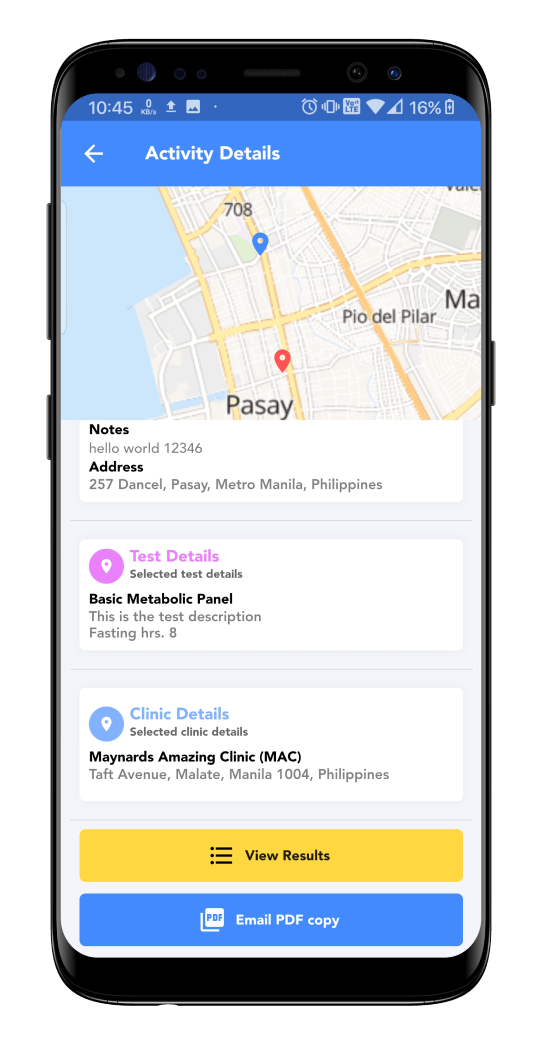 10:45 0 KB/s VoLTE 16%
Activity Details
708
Pio del Pilar
Ma
Pasay
Notes
hello world 12346
Address
257 Dancel, Pasay, Metro Manila, Philippines
Test Details
Selected test details
Basic Metabolic Panel
This is the test description
Fasting hrs. 8
Clinic Details
Selected clinic details
Maynards Amazing Clinic (MAC)
Taft Avenue, Malate, Manila 1004, Philippines
View Results
PDF Email PDF copy